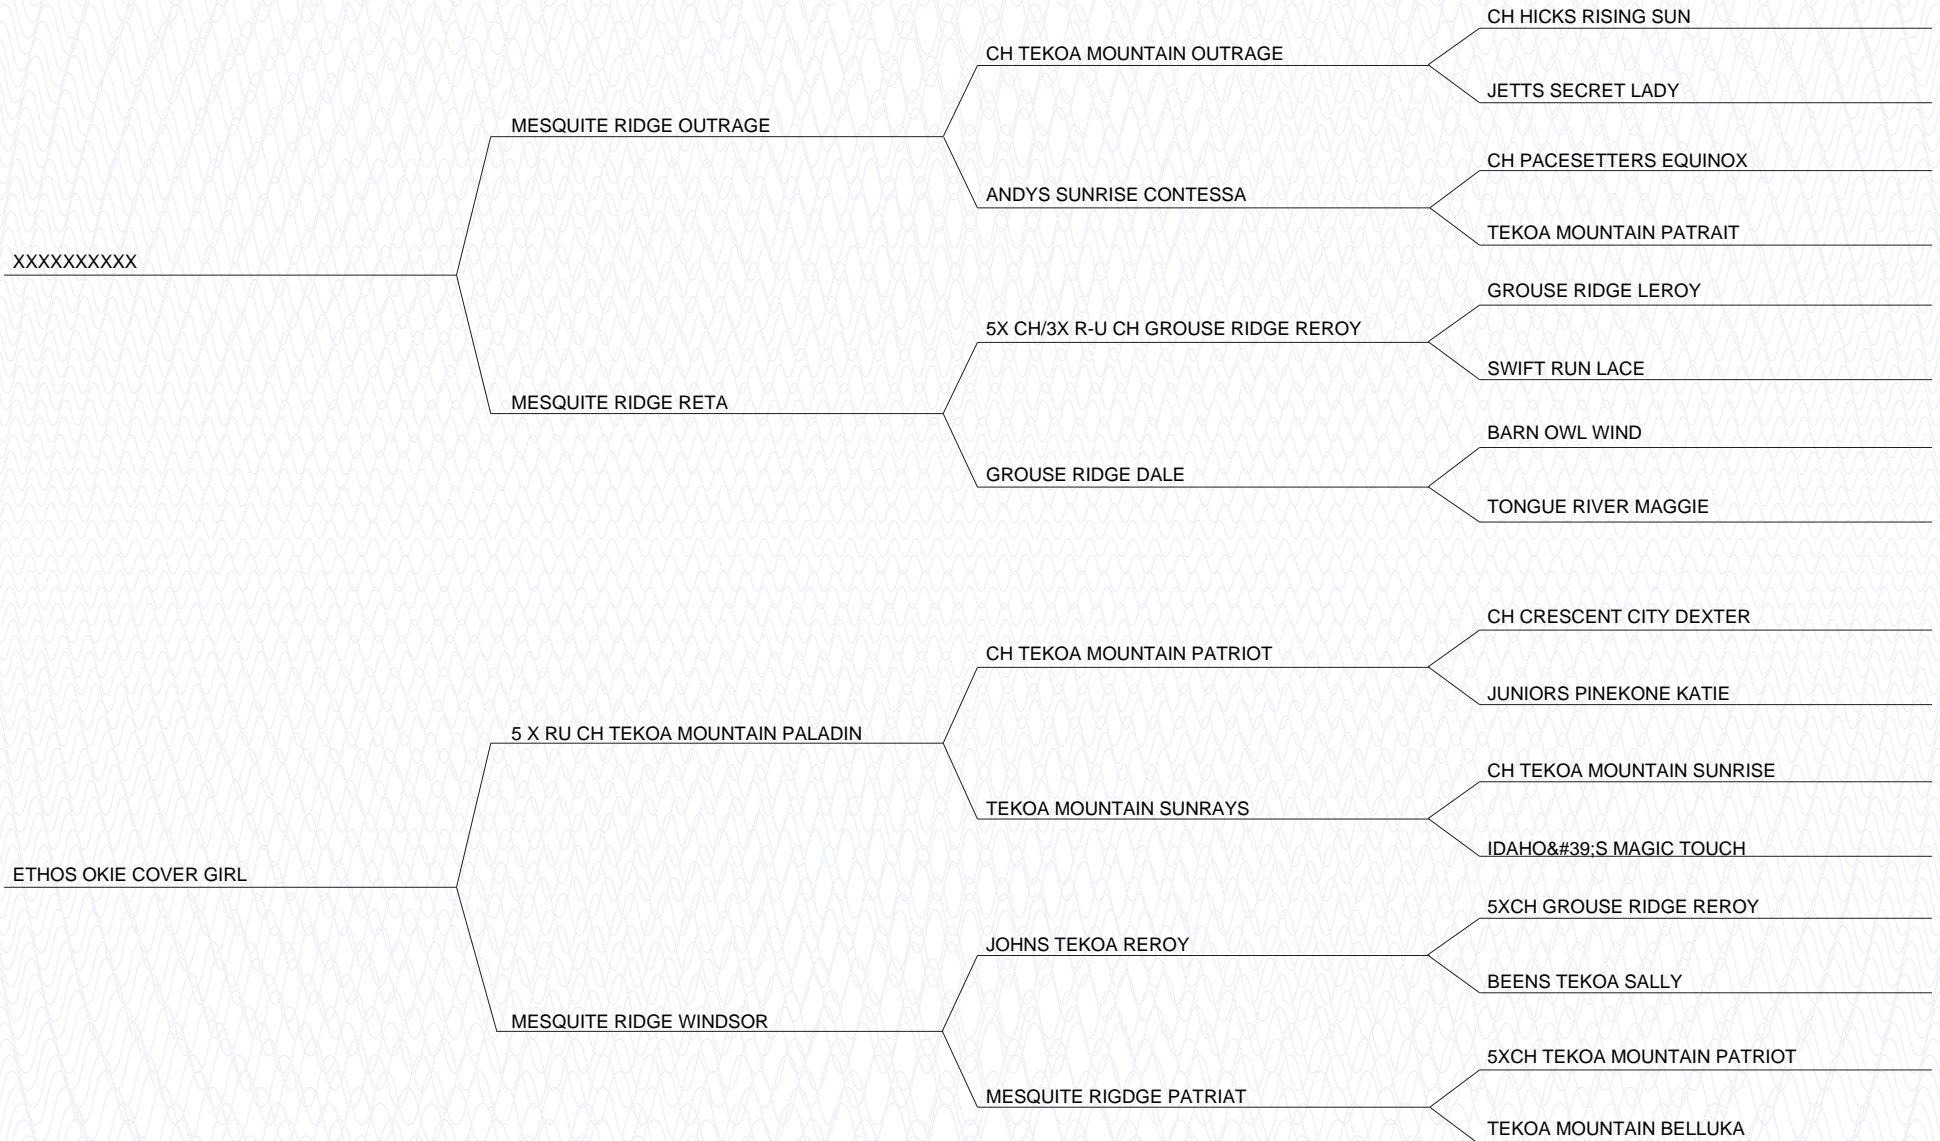 CH HICKS RISING SUN
CH TEKOA MOUNTAIN OUTRAGE
JETTS SECRET LADY
MESQUITE RIDGE OUTRAGE
CH PACESETTERS EQUINOX
ANDYS SUNRISE CONTESSA
TEKOA MOUNTAIN PATRAIT
XXXXXXXXXX
GROUSE RIDGE LEROY
5X CH/3X R-U CH GROUSE RIDGE REROY
SWIFT RUN LACE
MESQUITE RIDGE RETA
BARN OWL WIND
GROUSE RIDGE DALE
TONGUE RIVER MAGGIE
CH CRESCENT CITY DEXTER
CH TEKOA MOUNTAIN PATRIOT
JUNIORS PINEKONE KATIE
5 X RU CH TEKOA MOUNTAIN PALADIN
CH TEKOA MOUNTAIN SUNRISE
TEKOA MOUNTAIN SUNRAYS
IDAHO&#39;S MAGIC TOUCH
ETHOS OKIE COVER GIRL
5XCH GROUSE RIDGE REROY
JOHNS TEKOA REROY
BEENS TEKOA SALLY
MESQUITE RIDGE WINDSOR
5XCH TEKOA MOUNTAIN PATRIOT
MESQUITE RIGDGE PATRIAT
TEKOA MOUNTAIN BELLUKA